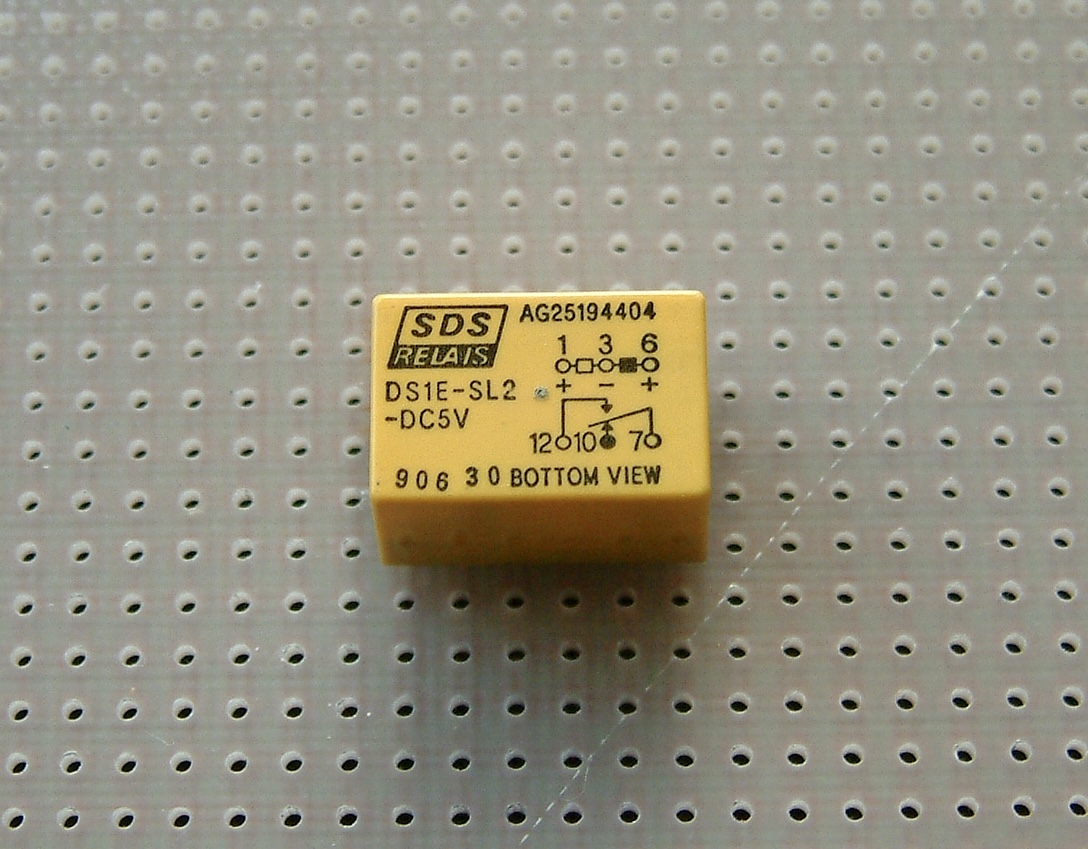 SDS
RELAIS
AG25194404
DS1E-SL2
-DC5V
1 3 6
+ − +
12 10 7
906 30 BOTTOM VIEW